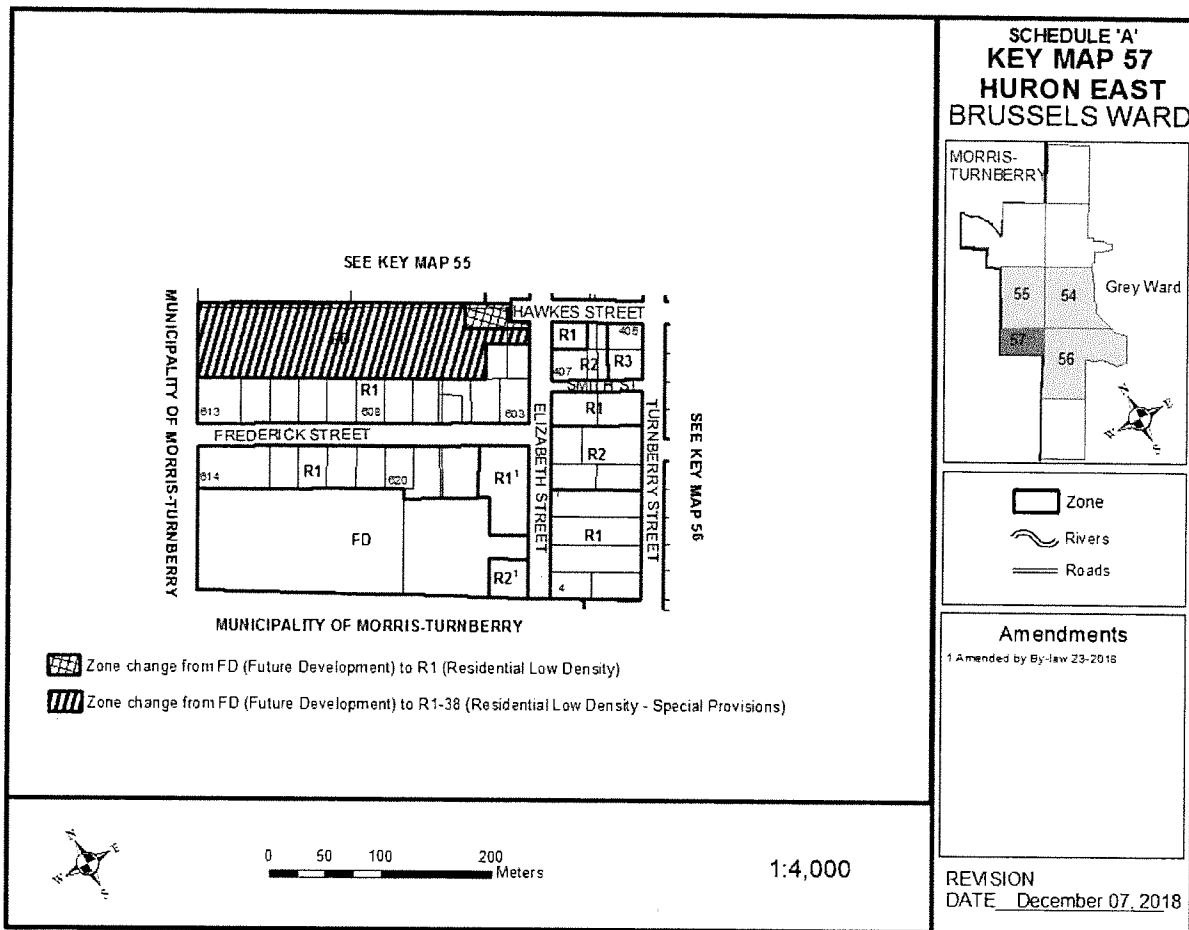 SCHEDULE 'A'
KEY MAP 57
HURON EAST
BRUSSELS WARD
MORRIS-
TURNBERRY
55
54
Grey Ward
57
56
N
E
W
S
Zone
Rivers
Roads
Amendments
1 Amended by By-law 23-2018
REVISION
DATE December 07, 2018
SEE KEY MAP 55
MUNICIPALITY OF MORRIS-TURNBERRY
HAWKES STREET
R1
405
407
R2
R3
SMITH ST
R1
613
608
603
FREDERICK STREET
ELIZABETH STREET
R1
TURNBERRY STREET
SEE KEY MAP 56
R2
614
R1
620
R1¹
FD
R1
R2¹
4
MUNICIPALITY OF MORRIS-TURNBERRY
Zone change from FD (Future Development) to R1 (Residential Low Density)
Zone change from FD (Future Development) to R1-38 (Residential Low Density - Special Provisions)
N
E
W
S
0 50 100 200
Meters
1:4,000